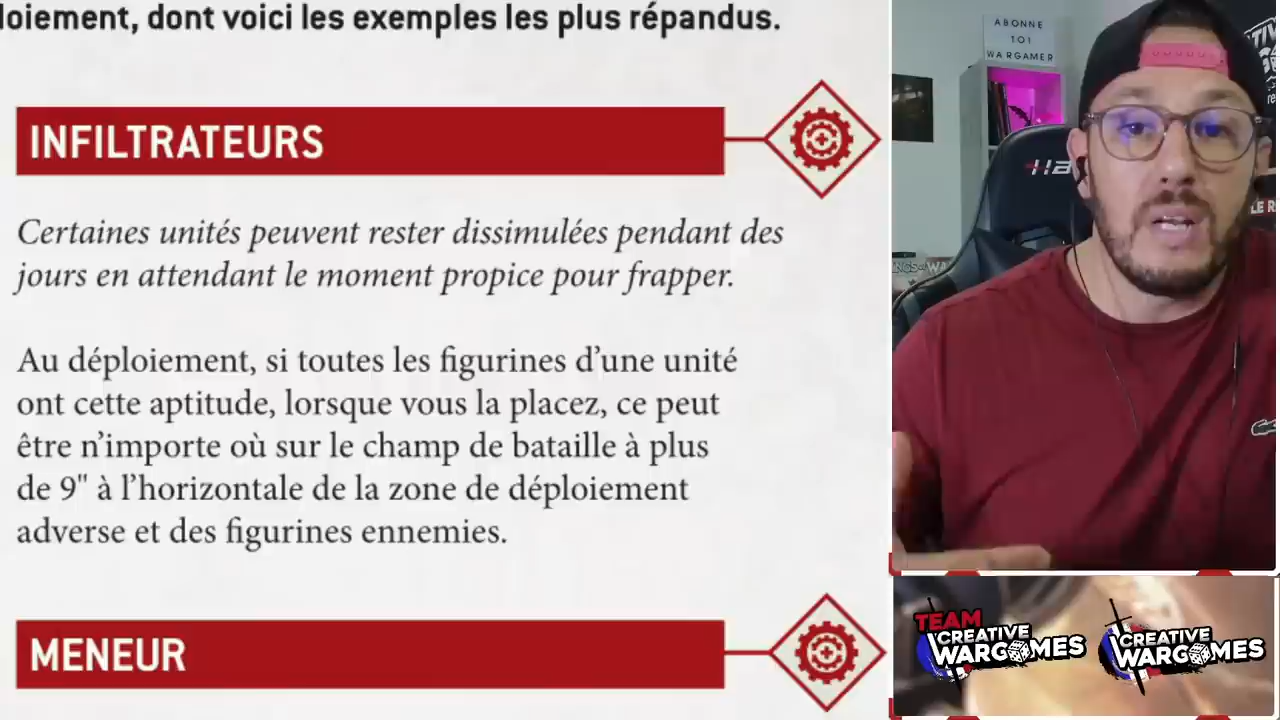 loiement, dont voici les exemples les plus répandus.
INFILTRATEURS
Certaines unités peuvent rester dissimulées pendant des
jours en attendant le moment propice pour frapper.
Au déploiement, si toutes les figurines d’une unité
ont cette aptitude, lorsque vous la placez, ce peut
être n’importe où sur le champ de bataille à plus
de 9" à l’horizontale de la zone de déploiement
adverse et des figurines ennemies.
MENEUR
ABONNE
TOI
WARGAMER
TEAM
CREATIVE
WARGAMES
CREATIVE
WARGAMES